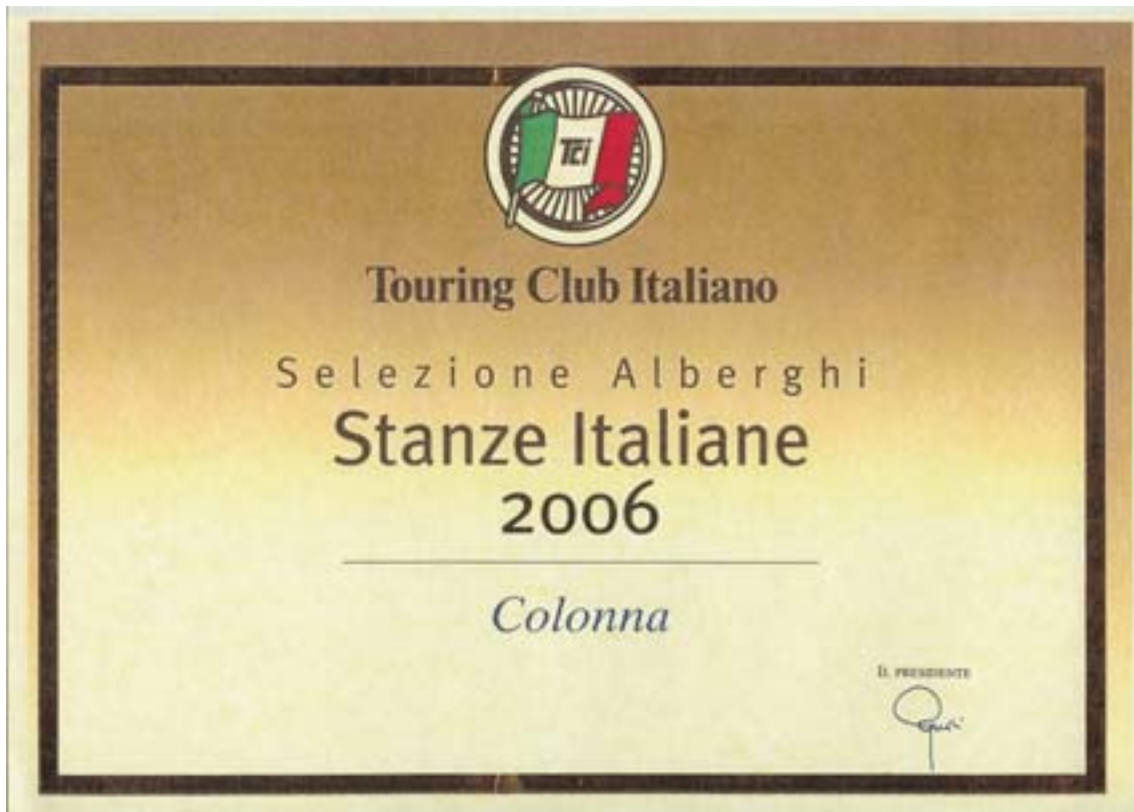 Tci
Touring Club Italiano
Selezione Alberghi
Stanze Italiane
2006
Colonna
IL PRESIDENTE